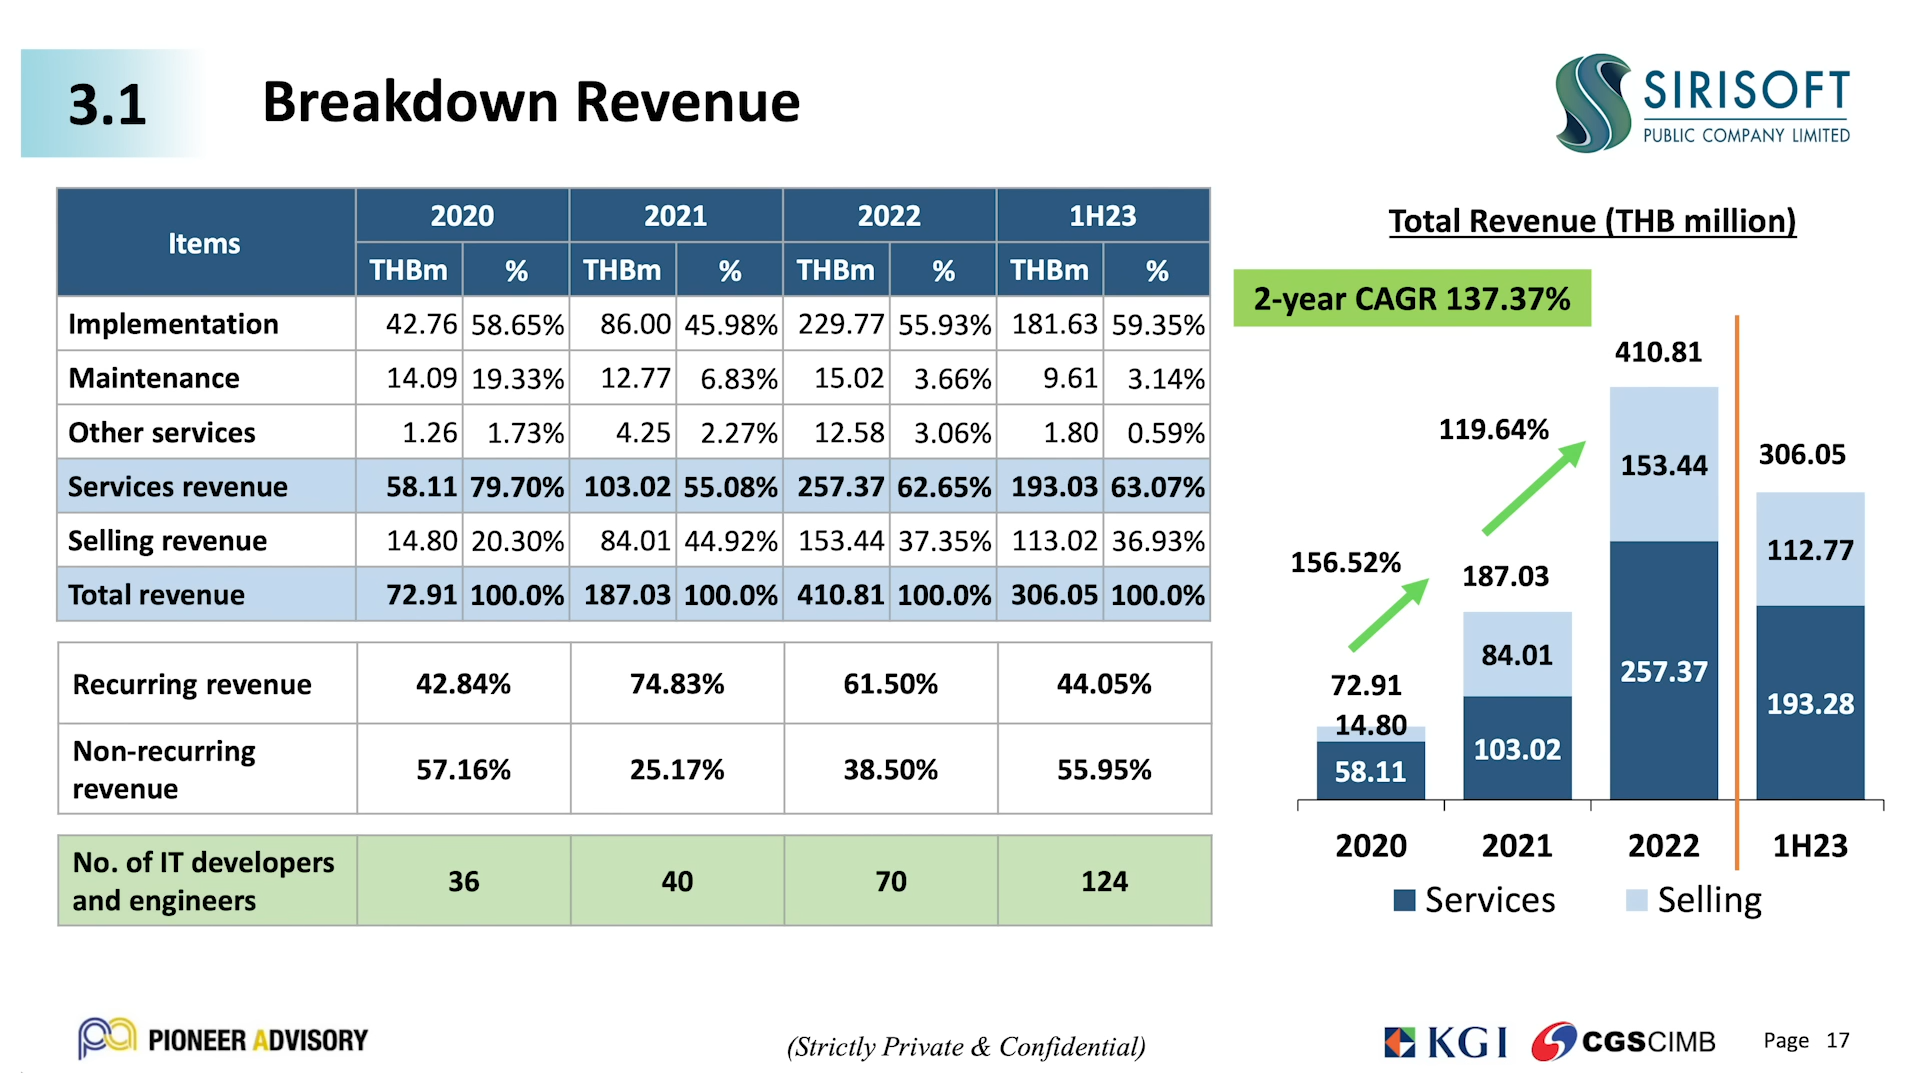 3.1
Breakdown Revenue
SIRISOFT
PUBLIC COMPANY LIMITED
Items 2020 2021 2022 1H23
THBm % THBm % THBm % THBm %
Implementation 42.76 58.65% 86.00 45.98% 229.77 55.93% 181.63 59.35%
Maintenance 14.09 19.33% 12.77 6.83% 15.02 3.66% 9.61 3.14%
Other services 1.26 1.73% 4.25 2.27% 12.58 3.06% 1.80 0.59%
Services revenue 58.11 79.70% 103.02 55.08% 257.37 62.65% 193.03 63.07%
Selling revenue 14.80 20.30% 84.01 44.92% 153.44 37.35% 113.02 36.93%
Total revenue 72.91 100.0% 187.03 100.0% 410.81 100.0% 306.05 100.0%
Recurring revenue 42.84% 74.83% 61.50% 44.05%
Non-recurring
revenue 57.16% 25.17% 38.50% 55.95%
No. of IT developers
and engineers 36 40 70 124
Total Revenue (THB million)
2-year CAGR 137.37%
410.81
119.64%
153.44
306.05
112.77
156.52%
187.03
84.01
257.37
193.28
72.91
14.80
103.02
58.11
2020 2021 2022 1H23
Services Selling
PIONEER ADVISORY
(Strictly Private & Confidential)
KGI
CGSCIMB
Page 17